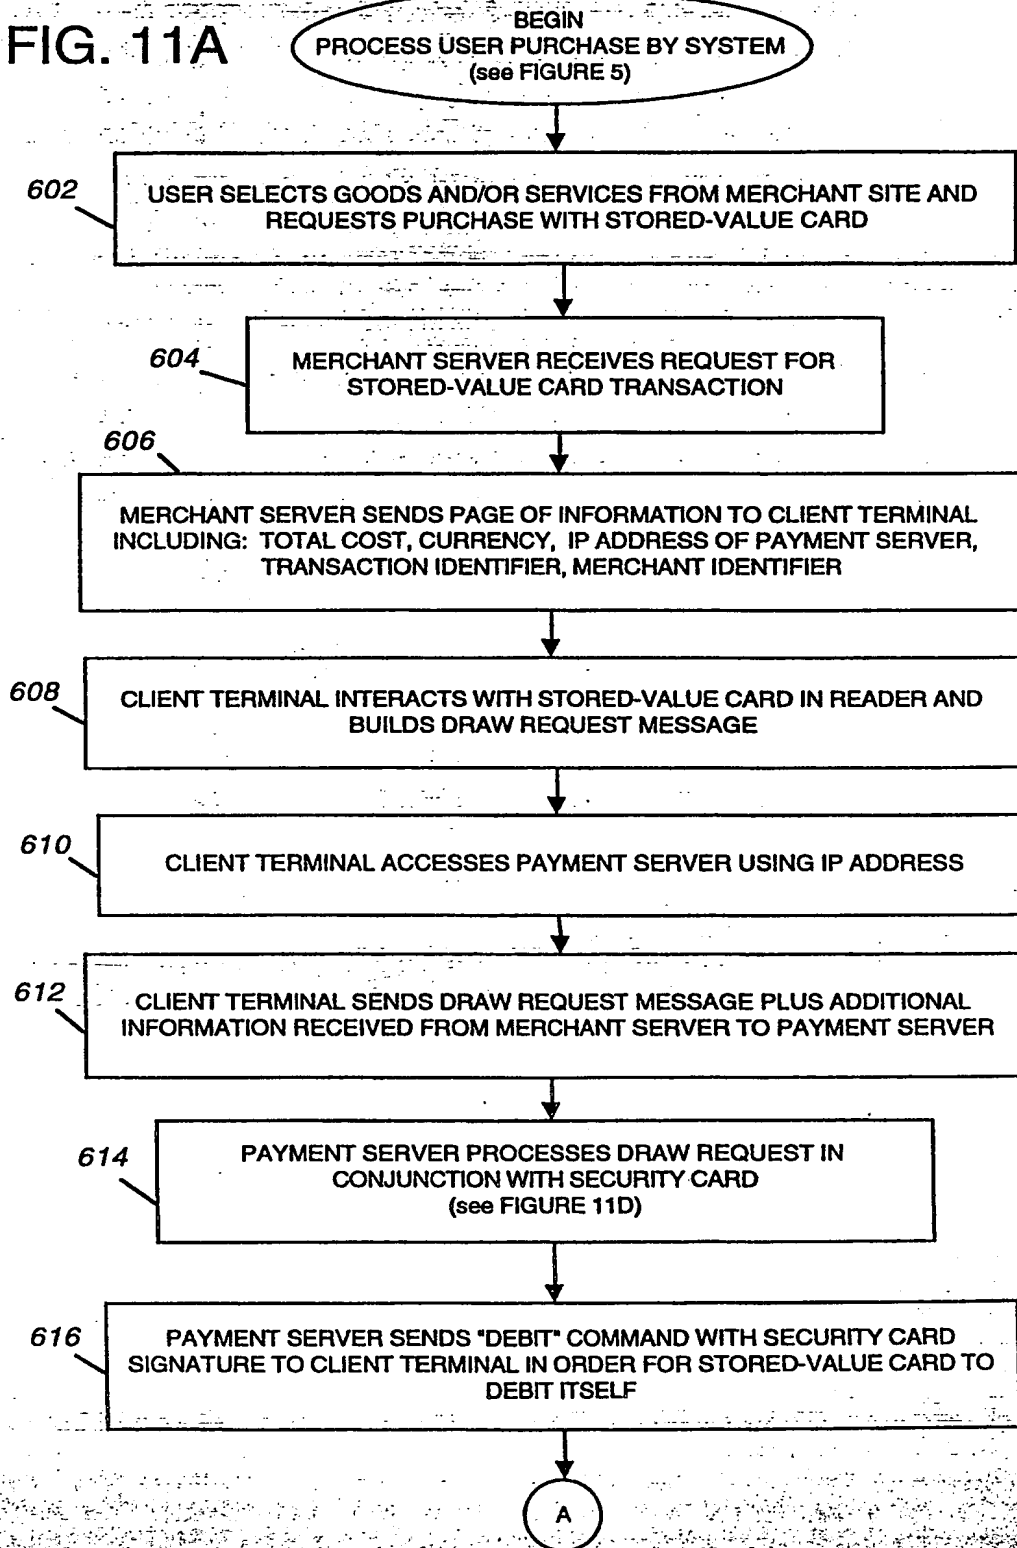 FIG. 11A
BEGIN
PROCESS USER PURCHASE BY SYSTEM
(see FIGURE 5)
602
USER SELECTS GOODS AND/OR SERVICES FROM MERCHANT SITE AND
REQUESTS PURCHASE WITH STORED-VALUE CARD
604
MERCHANT SERVER RECEIVES REQUEST FOR
STORED-VALUE CARD TRANSACTION
606
MERCHANT SERVER SENDS PAGE OF INFORMATION TO CLIENT TERMINAL
INCLUDING: TOTAL COST, CURRENCY, IP ADDRESS OF PAYMENT SERVER,
TRANSACTION IDENTIFIER, MERCHANT IDENTIFIER
608
CLIENT TERMINAL INTERACTS WITH STORED-VALUE CARD IN READER AND
BUILDS DRAW REQUEST MESSAGE
610
CLIENT TERMINAL ACCESSES PAYMENT SERVER USING IP ADDRESS
612
CLIENT TERMINAL SENDS DRAW REQUEST MESSAGE PLUS ADDITIONAL
INFORMATION RECEIVED FROM MERCHANT SERVER TO PAYMENT SERVER
614
PAYMENT SERVER PROCESSES DRAW REQUEST IN
CONJUNCTION WITH SECURITY CARD
(see FIGURE 11D)
616
PAYMENT SERVER SENDS "DEBIT" COMMAND WITH SECURITY CARD
SIGNATURE TO CLIENT TERMINAL IN ORDER FOR STORED-VALUE CARD TO
DEBIT ITSELF
A